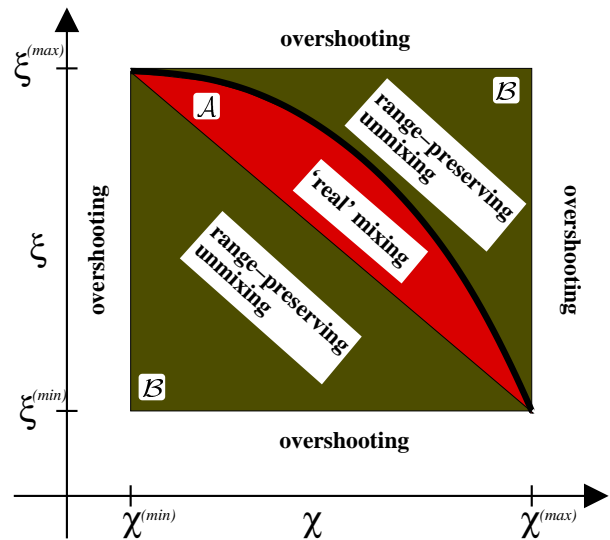 overshooting
ξ(max)
B
A
range–preserving
unmixing
‘real’ mixing
overshooting
ξ
overshooting
range–preserving
unmixing
B
ξ(min)
overshooting
χ(min)
χ
χ(max)